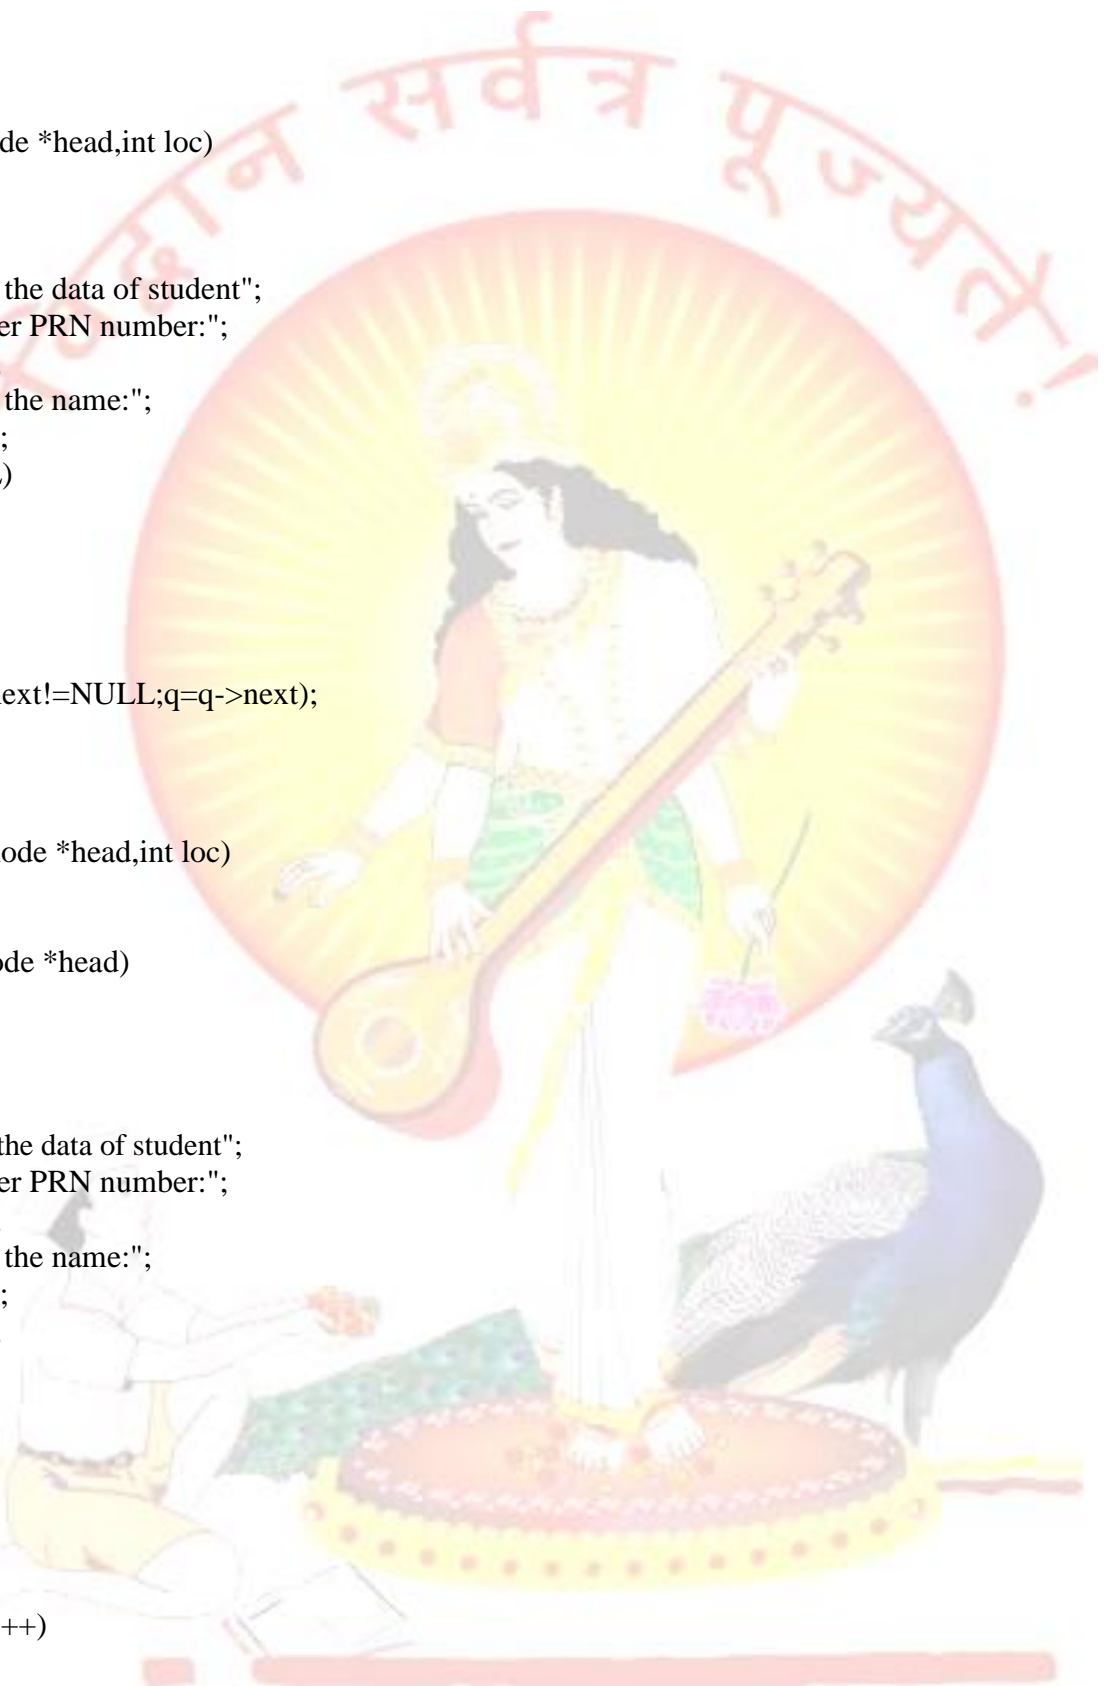 विद्वान सर्वत्र पूज्यते!
de *head,int loc)
the data of student";
er PRN number:";
the name:";
;
)
ext!=NULL;q=q->next);
ode *head,int loc)
ode *head)
the data of student";
er PRN number:";
the name:";
;
++)